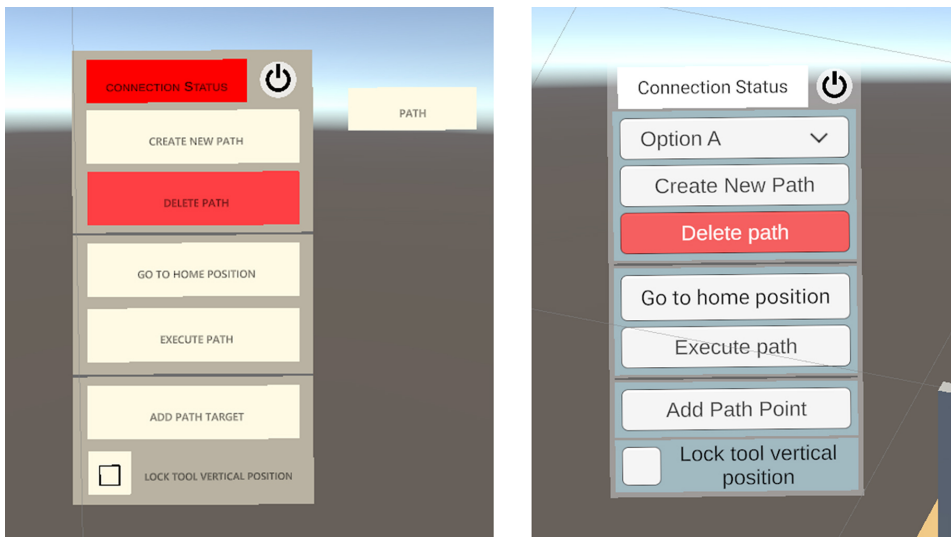 CONNECTION STATUS
CREATE NEW PATH
DELETE PATH
GO TO HOME POSITION
EXECUTE PATH
ADD PATH TARGET
LOCK TOOL VERTICAL POSITION
PATH
Connection Status
Option A
Create New Path
Delete path
Go to home position
Execute path
Add Path Point
Lock tool vertical
position